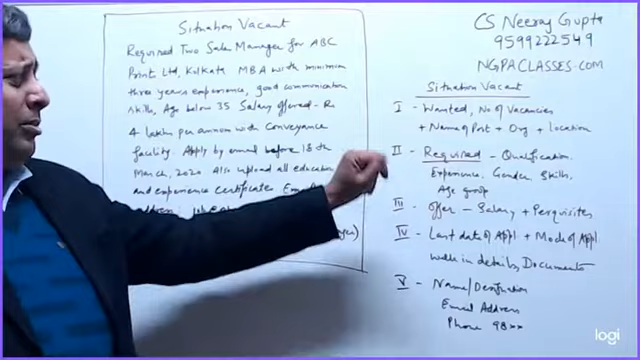 Situation Vacant
Required Two Sale Manager for ABC
Print Ltd, Kolkata MBA with minimum
three years experience, good communication
skills, Age below 35 Salary offered - Rs
4 lakhs per annum with Conveyance
facility. Apply by email before 18th
March, 2020 Also upload all education
and experience certificate
CS Neeraj Gupta
9599222549
NGPACLASSES.COM
Situation Vacant
I - Wanted, No of Vacancies
+ Name of Post + Org + location
II - Required - Qualification
Experience, Gender Skills,
Age group
III - Offer - Salary + Perquisites
IV - Last date of Appl + Mode of Appl
walk in details, Documents
V - Name/Designation
Email Address
Phone 98××
logi